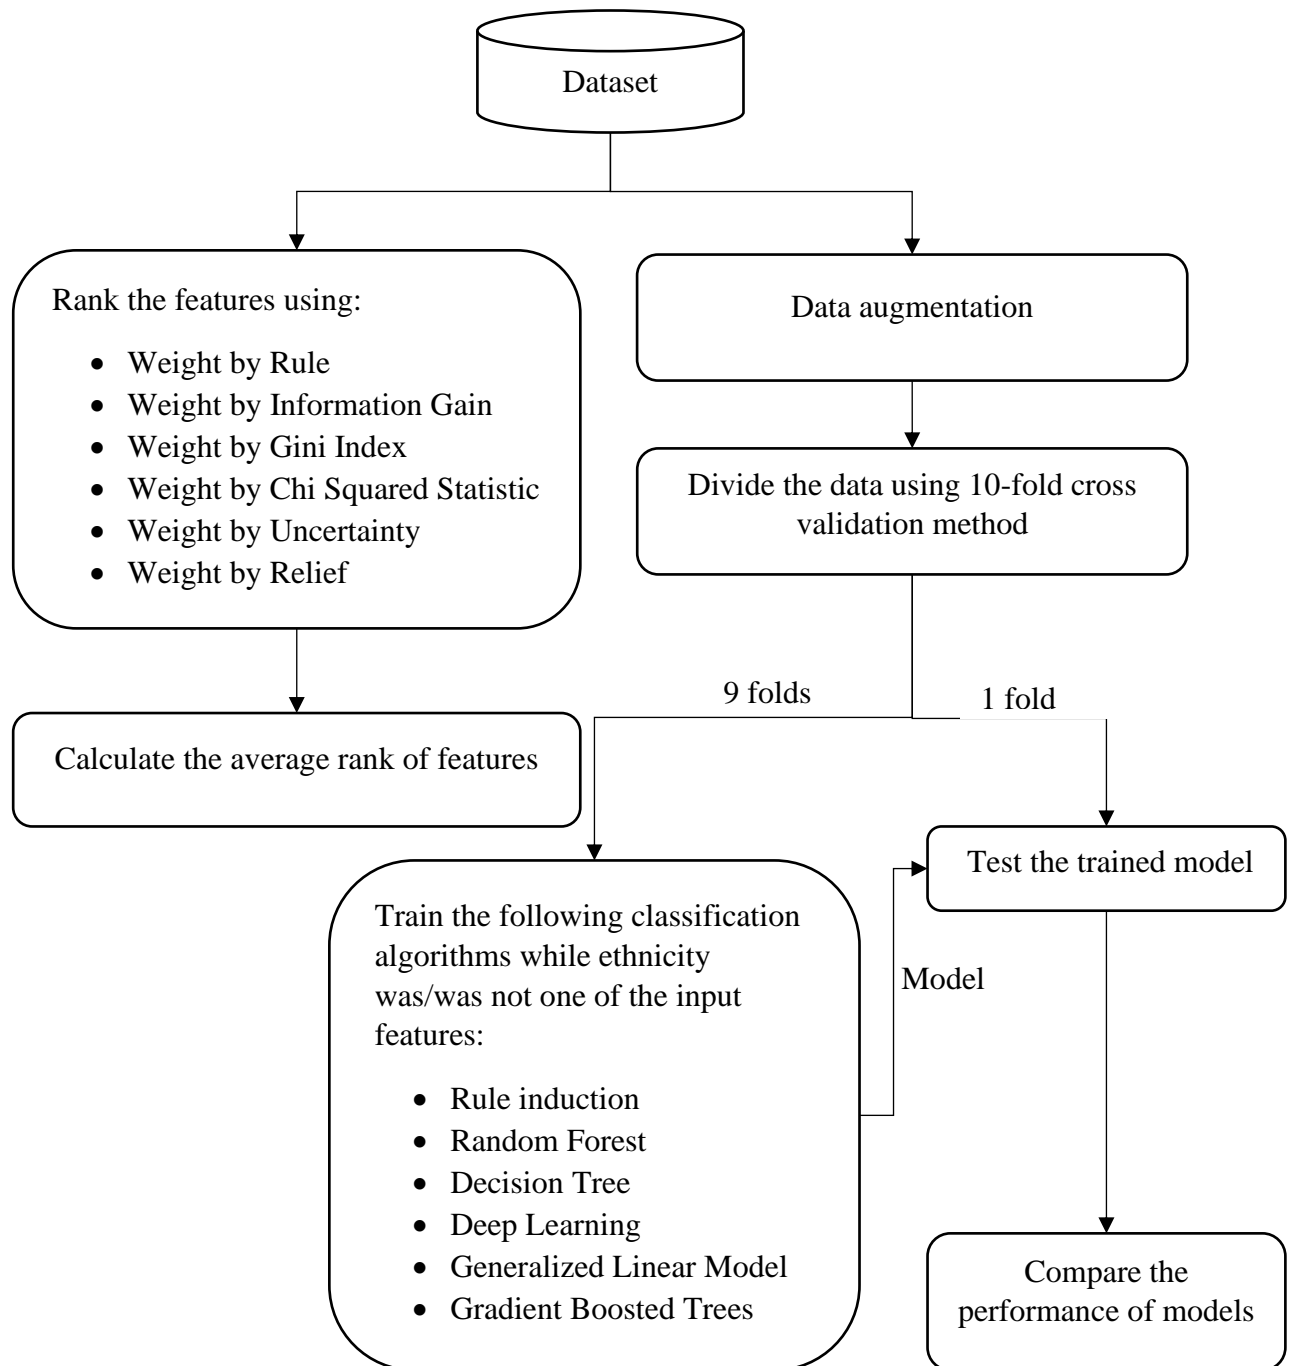 Dataset
Rank the features using:
• Weight by Rule
• Weight by Information Gain
• Weight by Gini Index
• Weight by Chi Squared Statistic
• Weight by Uncertainty
• Weight by Relief
Data augmentation
Divide the data using 10-fold cross
validation method
9 folds
1 fold
Calculate the average rank of features
Train the following classification
algorithms while ethnicity
was/was not one of the input
features:
• Rule induction
• Random Forest
• Decision Tree
• Deep Learning
• Generalized Linear Model
• Gradient Boosted Trees
Model
Test the trained model
Compare the
performance of models